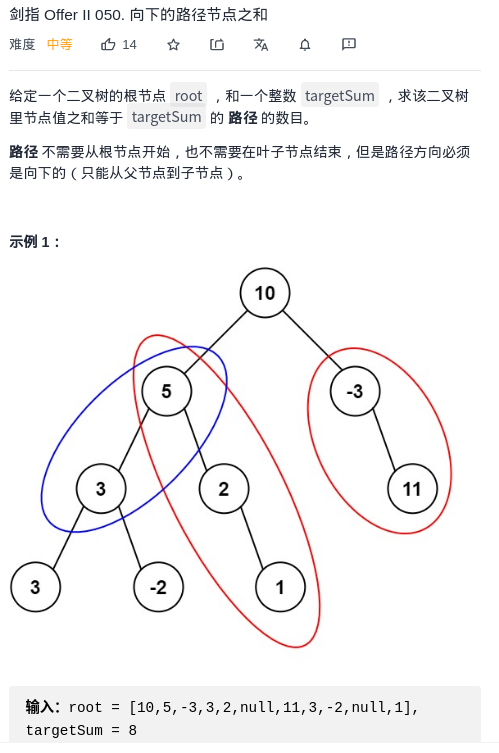 剑指 Offer II 050. 向下的路径节点之和
难度 中等 14
给定一个二叉树的根节点 root ，和一个整数 targetSum ，求该二叉树
里节点值之和等于 targetSum 的 路径 的数目。
路径 不需要从根节点开始，也不需要在叶子节点结束，但是路径方向必须
是向下的（只能从父节点到子节点）。
示例 1：
10
5 -3
3 2 11
3 -2 1
输入：root = [10,5,-3,3,2,null,11,3,-2,null,1],
targetSum = 8